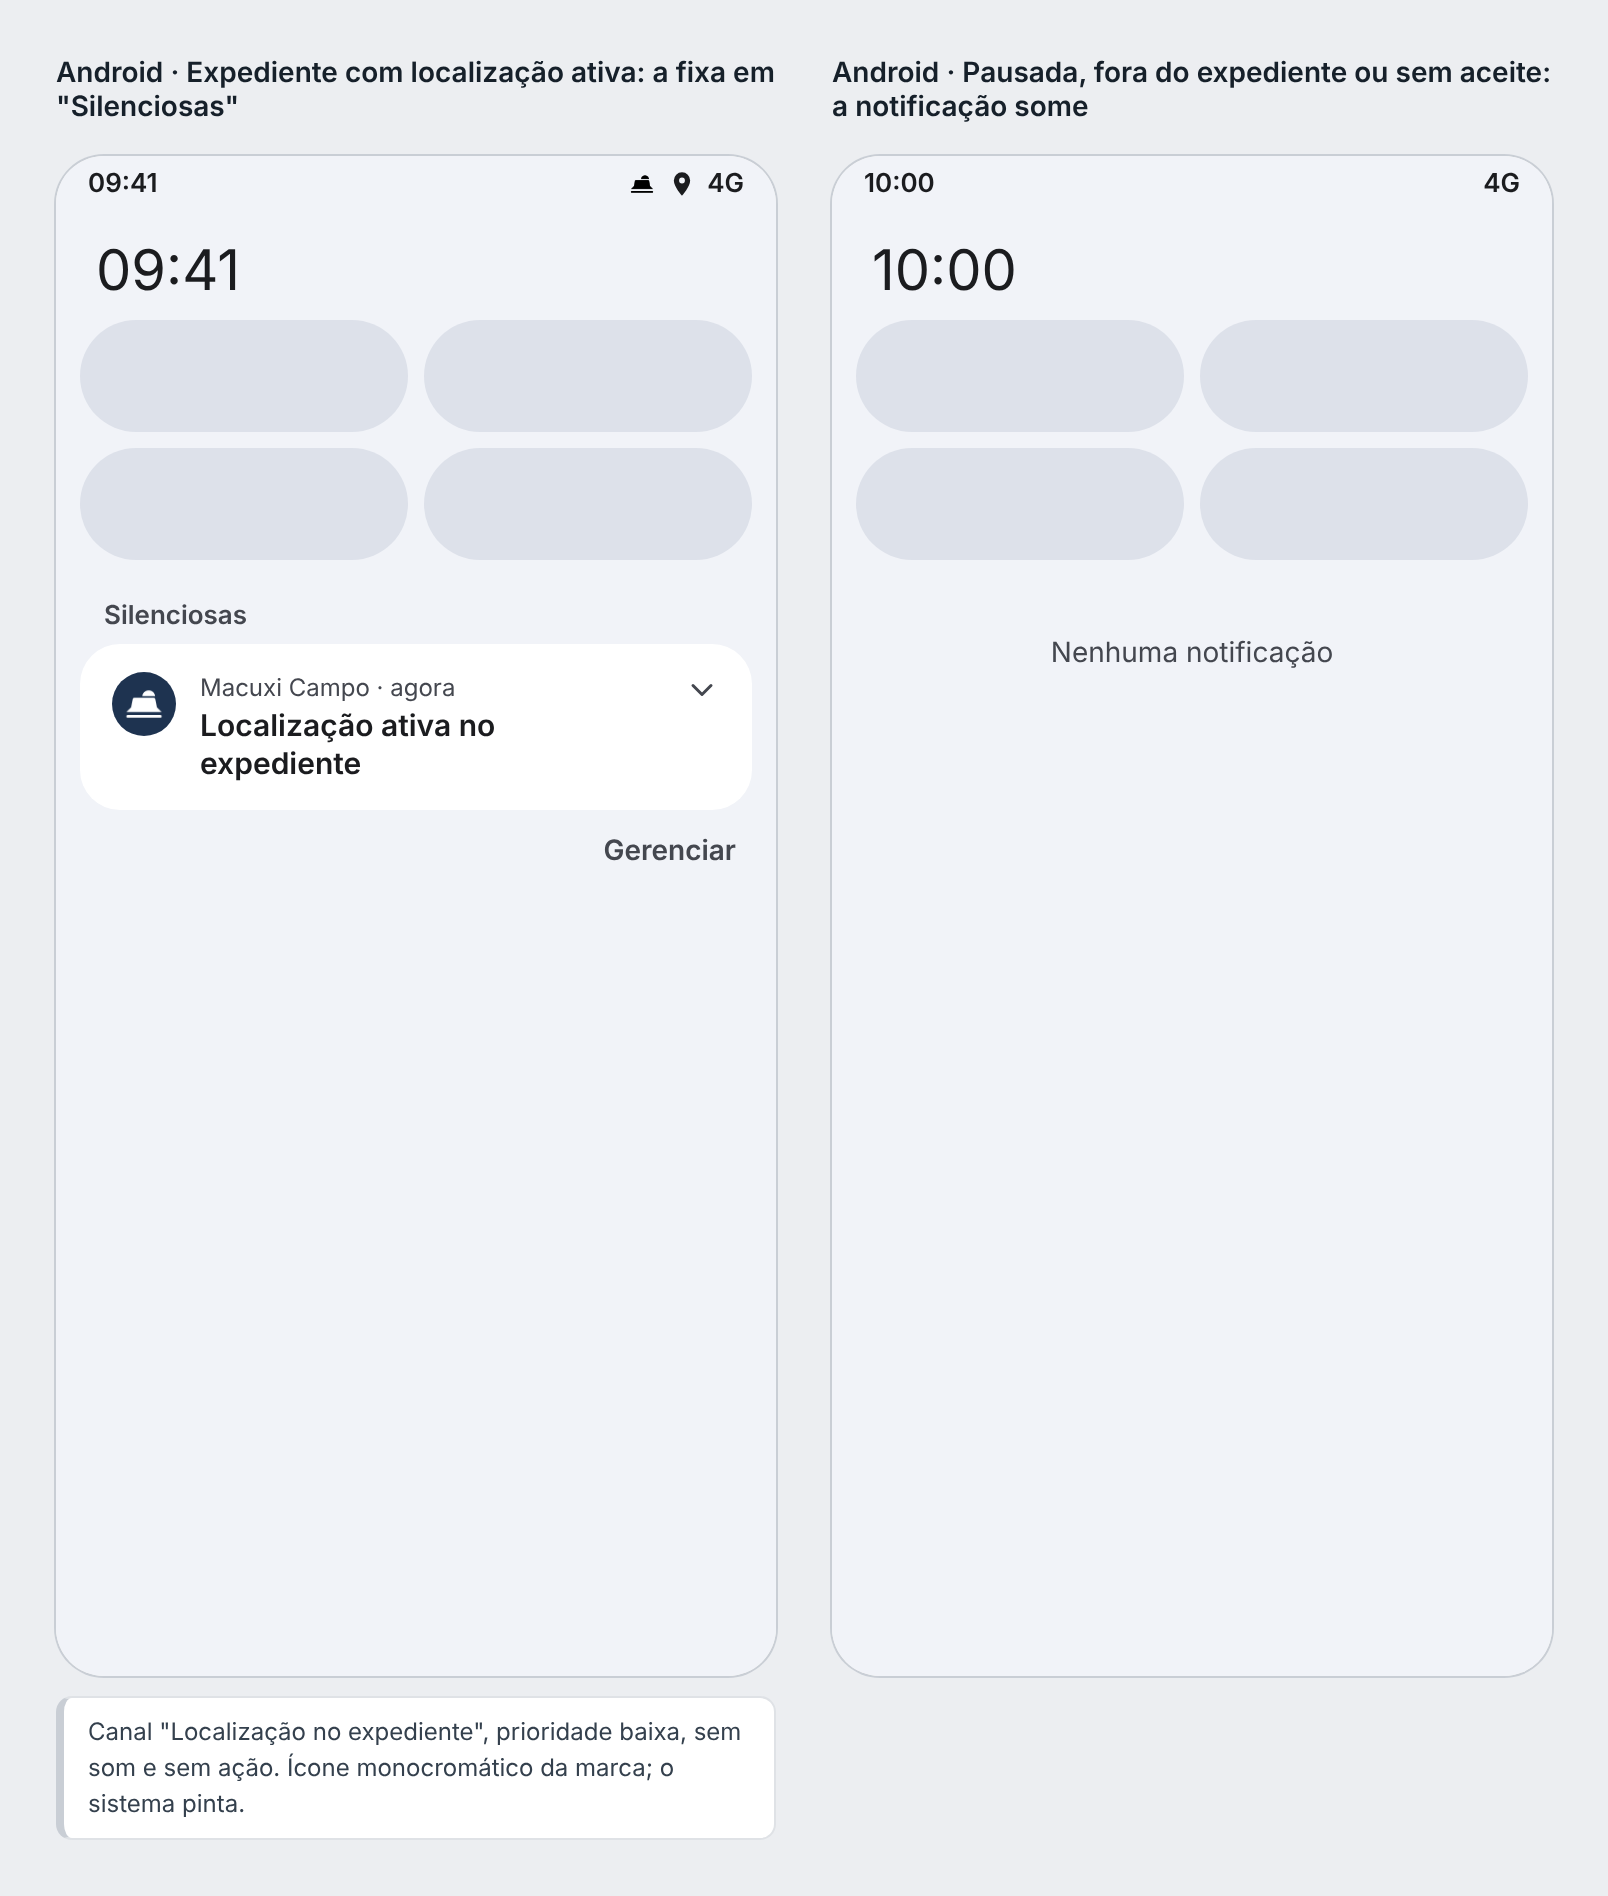 Android · Expediente com localização ativa: a fixa em
"Silenciosas"
09:41
4G
09:41
Silenciosas
Macuxi Campo · agora
Localização ativa no
expediente
Gerenciar
Canal "Localização no expediente", prioridade baixa, sem
som e sem ação. Ícone monocromático da marca; o
sistema pinta.
Android · Pausada, fora do expediente ou sem aceite:
a notificação some
10:00
4G
10:00
Nenhuma notificação